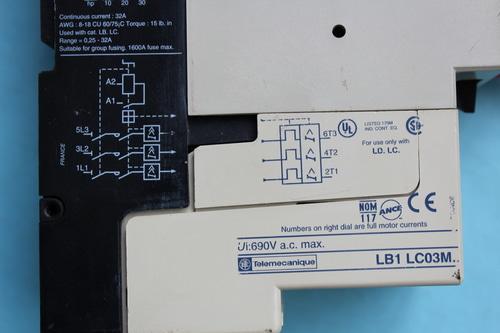 hp 10 20 30
Continuous current : 32A
AWG : 8-18 CU 60/75¡C Torque : 15 lb. in
Used with cat. LB. LC.
Range = 0,25 - 32A
Suitable for group fusing. 1600A fuse max.
A2
A1
5L3
3L2
1L1
FRANCE
6T3
4T2
2T1
UL
LISTED 179M
IND. CONT. EQ.
For use only with
LD. LC.
NOM
117
ANCE
CE
Numbers on right dial are full motor currents
Ui:690V a.c. max.
Telemecanique
LB1 LC03M..